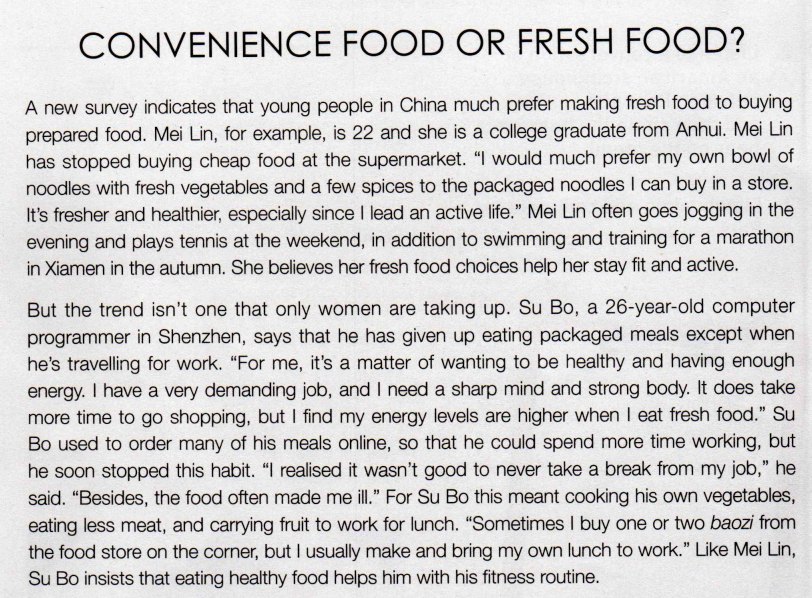 CONVENIENCE FOOD OR FRESH FOOD?
A new survey indicates that young people in China much prefer making fresh food to buying
prepared food. Mei Lin, for example, is 22 and she is a college graduate from Anhui. Mei Lin
has stopped buying cheap food at the supermarket. “I would much prefer my own bowl of
noodles with fresh vegetables and a few spices to the packaged noodles I can buy in a store.
It’s fresher and healthier, especially since I lead an active life.” Mei Lin often goes jogging in the
evening and plays tennis at the weekend, in addition to swimming and training for a marathon
in Xiamen in the autumn. She believes her fresh food choices help her stay fit and active.
But the trend isn’t one that only women are taking up. Su Bo, a 26-year-old computer
programmer in Shenzhen, says that he has given up eating packaged meals except when
he’s travelling for work. “For me, it’s a matter of wanting to be healthy and having enough
energy. I have a very demanding job, and I need a sharp mind and strong body. It does take
more time to go shopping, but I find my energy levels are higher when I eat fresh food.” Su
Bo used to order many of his meals online, so that he could spend more time working, but
he soon stopped this habit. “I realised it wasn’t good to never take a break from my job,” he
said. “Besides, the food often made me ill.” For Su Bo this meant cooking his own vegetables,
eating less meat, and carrying fruit to work for lunch. “Sometimes I buy one or two baozi from
the food store on the corner, but I usually make and bring my own lunch to work.” Like Mei Lin,
Su Bo insists that eating healthy food helps him with his fitness routine.